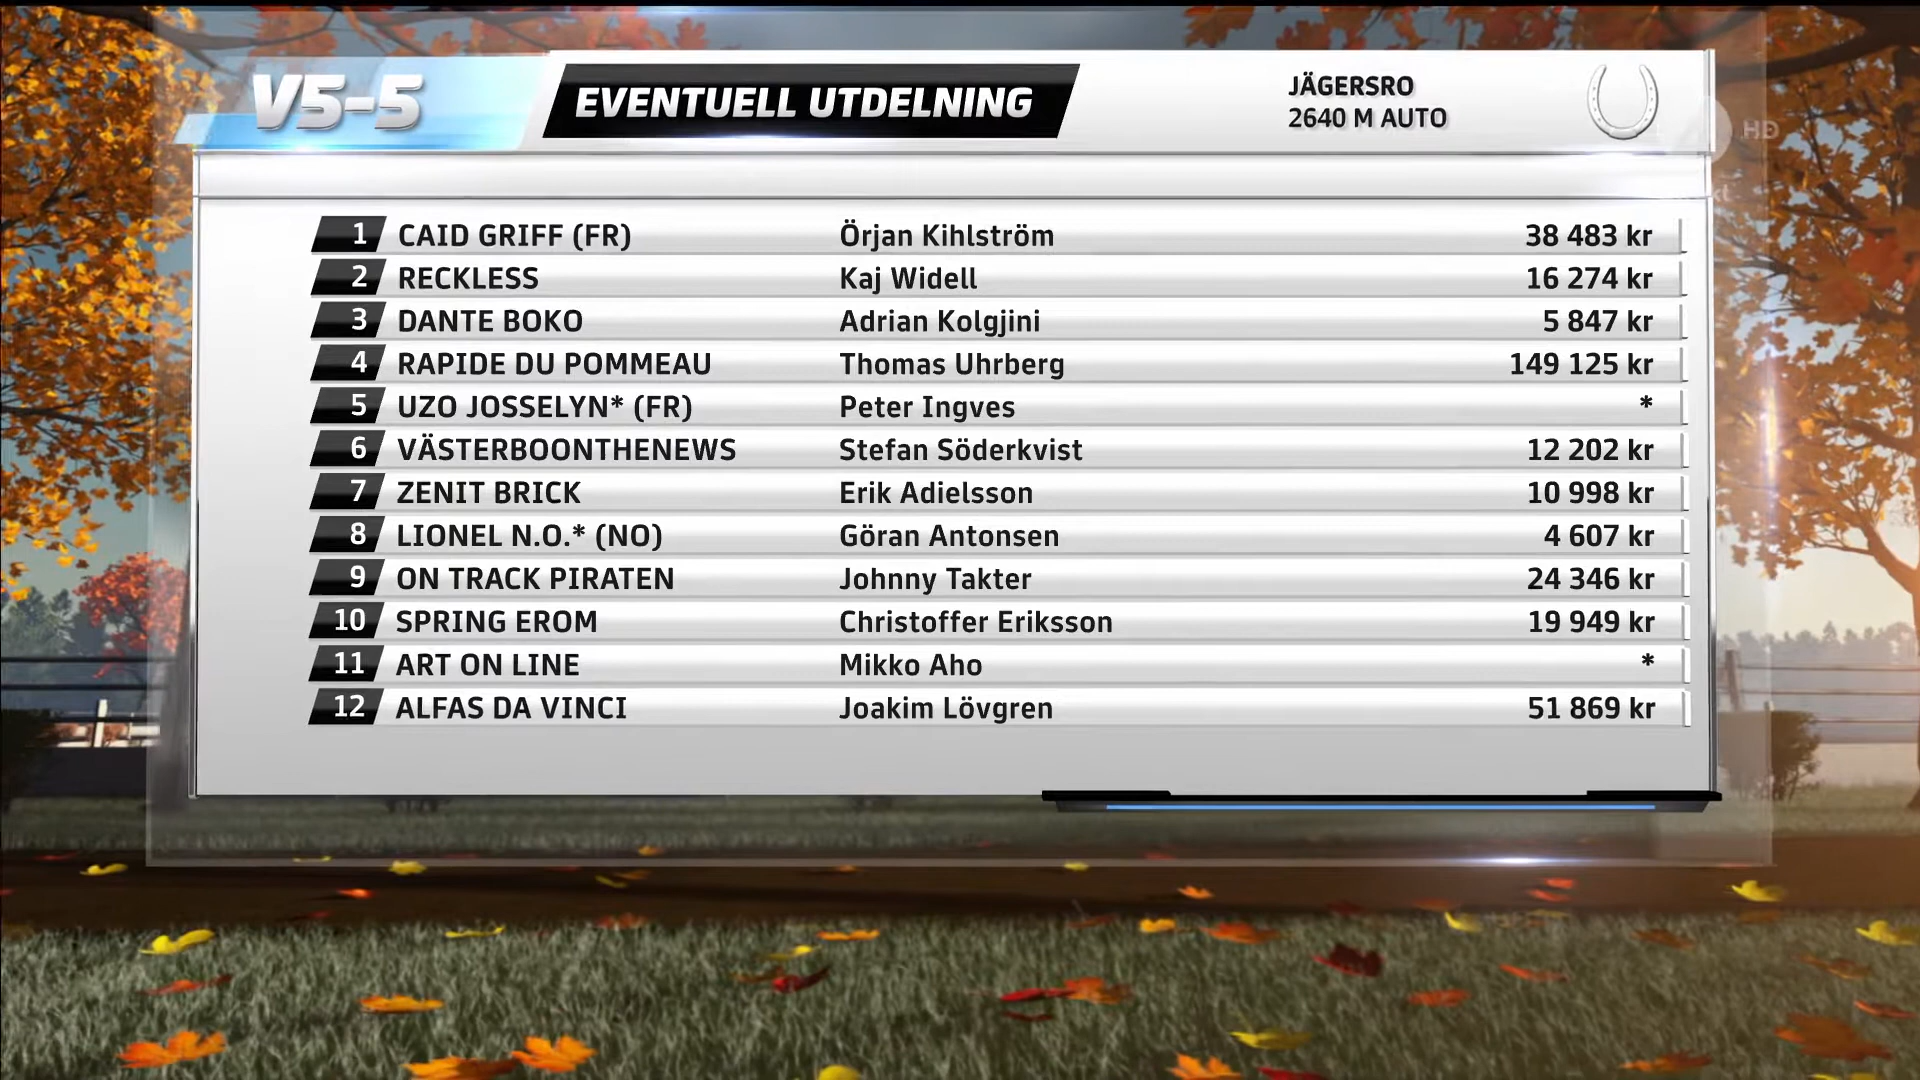 V5-5
EVENTUELL UTDELNING
JÄGERSRO
2640 M AUTO
HD
1 CAID GRIFF (FR) Örjan Kihlström 38 483 kr
2 RECKLESS Kaj Widell 16 274 kr
3 DANTE BOKO Adrian Kolgjini 5 847 kr
4 RAPIDE DU POMMEAU Thomas Uhrberg 149 125 kr
5 UZO JOSSELYN* (FR) Peter Ingves *
6 VÄSTERBOONTHENEWS Stefan Söderkvist 12 202 kr
7 ZENIT BRICK Erik Adielsson 10 998 kr
8 LIONEL N.O.* (NO) Göran Antonsen 4 607 kr
9 ON TRACK PIRATEN Johnny Takter 24 346 kr
10 SPRING EROM Christoffer Eriksson 19 949 kr
11 ART ON LINE Mikko Aho *
12 ALFAS DA VINCI Joakim Lövgren 51 869 kr